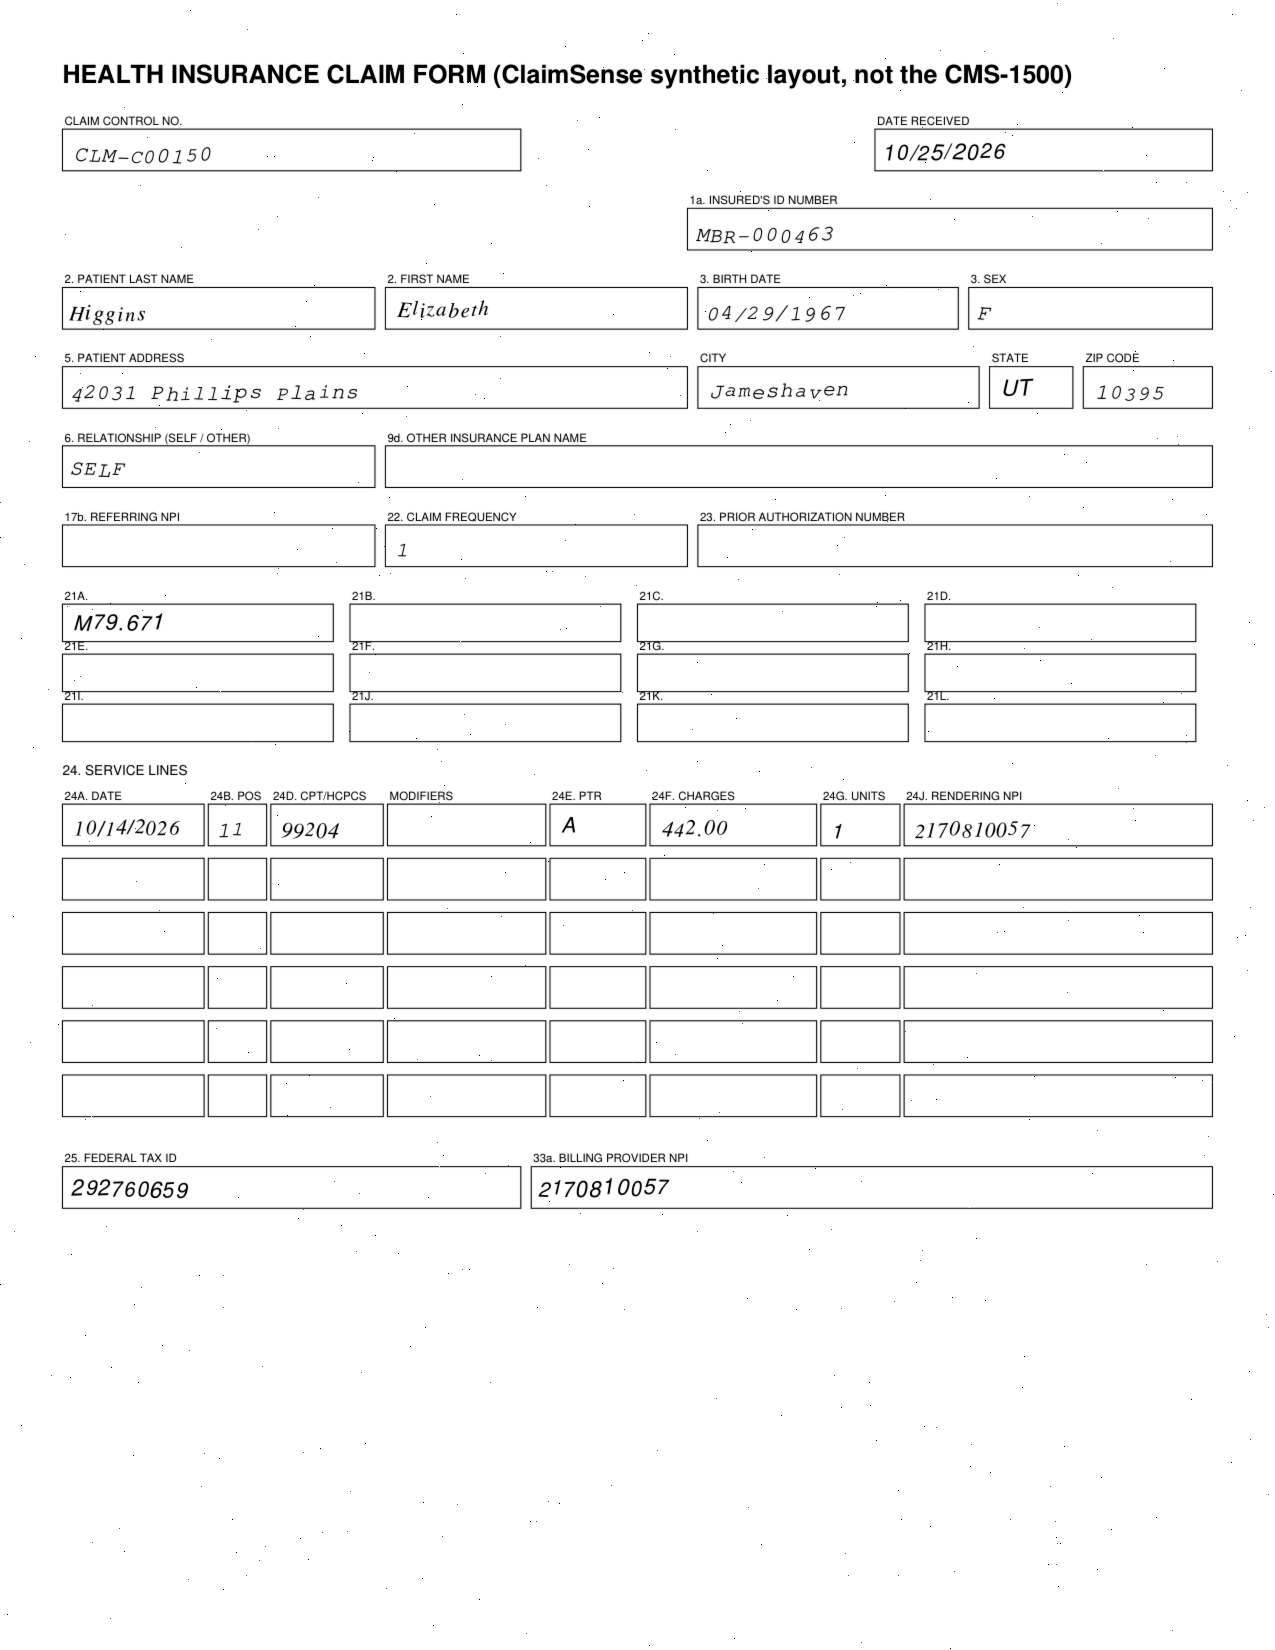 HEALTH INSURANCE CLAIM FORM (ClaimSense synthetic layout, not the CMS-1500)
CLAIM CONTROL NO. DATE RECEIVED
CLM-C00150 10/25/2026
1a. INSURED'S ID NUMBER
MBR-000463
2. PATIENT LAST NAME 2. FIRST NAME 3. BIRTH DATE 3. SEX
Higgins Elizabeth 04/29/1967 F
5. PATIENT ADDRESS CITY STATE ZIP CODE
42031 Phillips Plains Jameshaven UT 10395
6. RELATIONSHIP (SELF / OTHER) 9d. OTHER INSURANCE PLAN NAME
SELF
17b. REFERRING NPI 22. CLAIM FREQUENCY 23. PRIOR AUTHORIZATION NUMBER
1
21A. 21B. 21C. 21D.
M79.671
21E. 21F. 21G. 21H.
21I. 21J. 21K. 21L.
24. SERVICE LINES
24A. DATE 24B. POS 24D. CPT/HCPCS MODIFIERS 24E. PTR 24F. CHARGES 24G. UNITS 24J. RENDERING NPI
10/14/2026 11 99204 A 442.00 1 2170810057
25. FEDERAL TAX ID 33a. BILLING PROVIDER NPI
292760659 2170810057